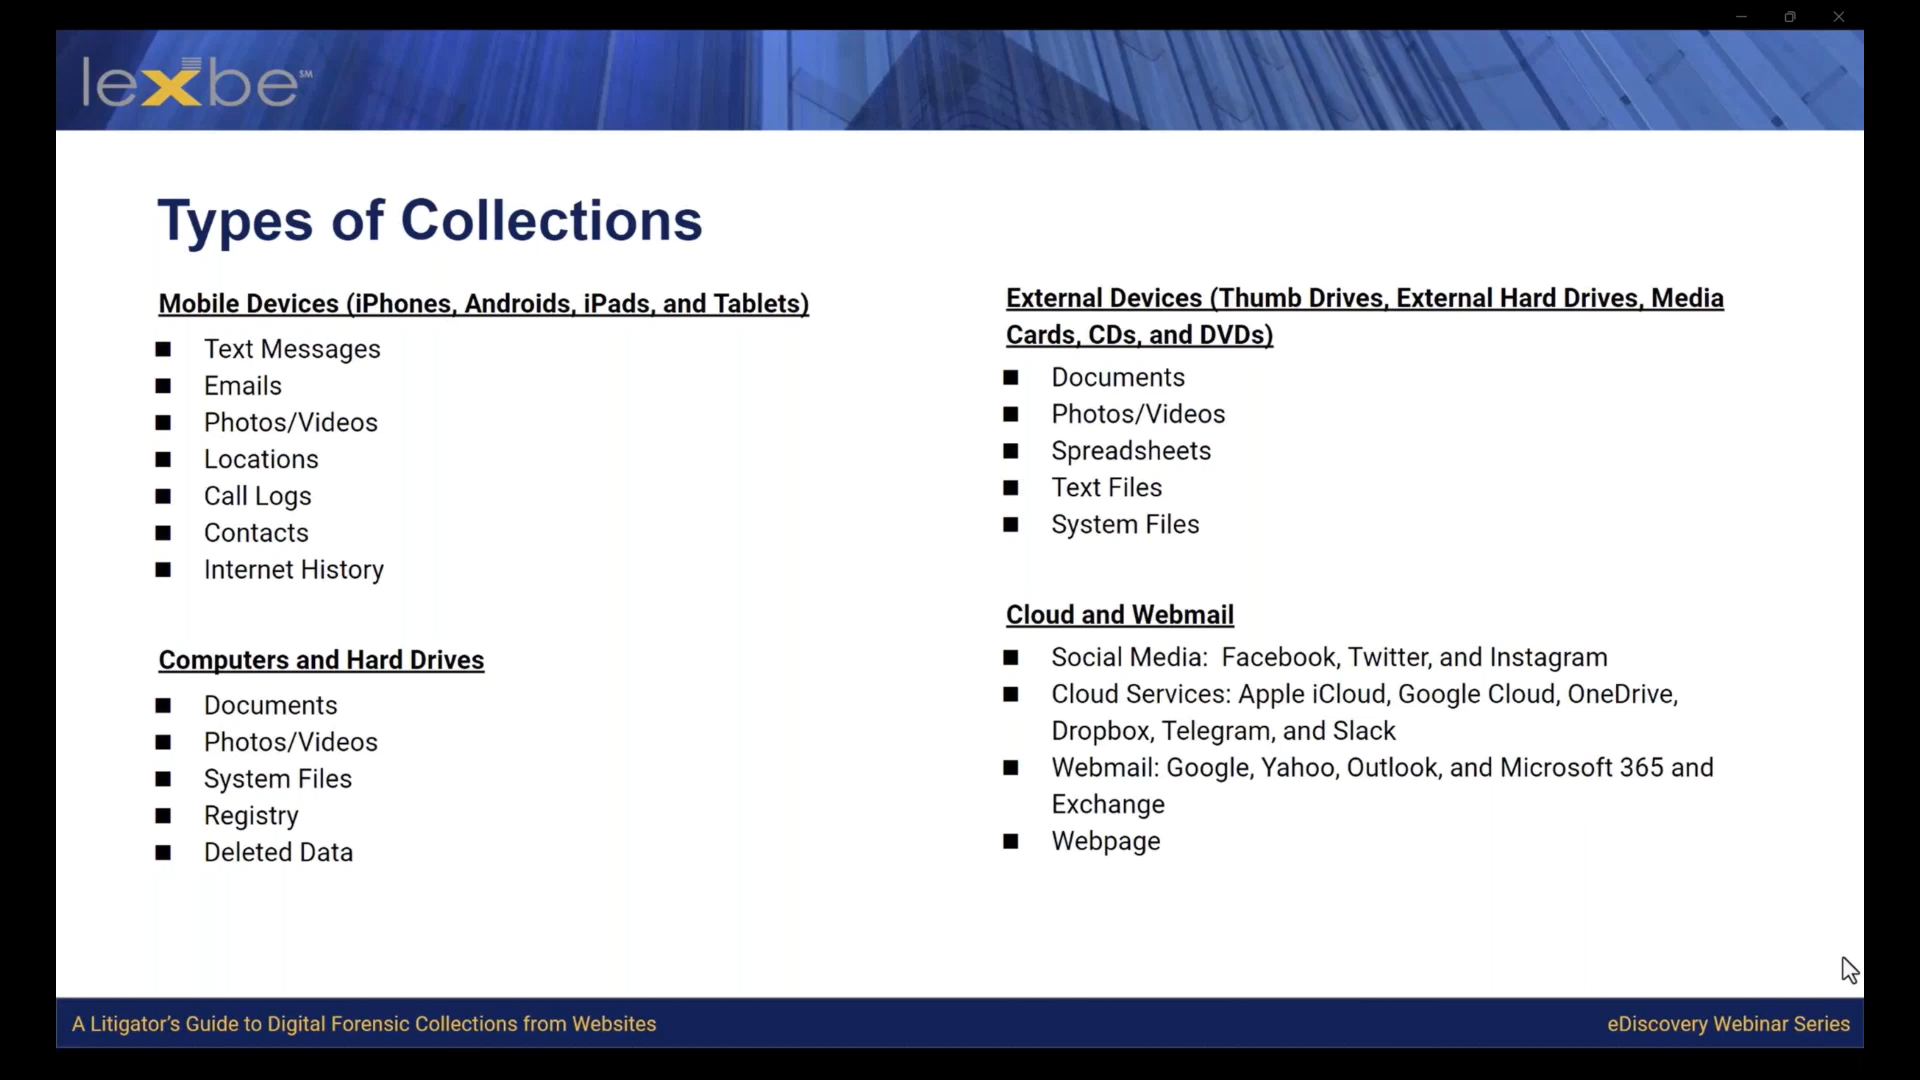 lexbe SM
Types of Collections
Mobile Devices (iPhones, Androids, iPads, and Tablets)
■ Text Messages
■ Emails
■ Photos/Videos
■ Locations
■ Call Logs
■ Contacts
■ Internet History
Computers and Hard Drives
■ Documents
■ Photos/Videos
■ System Files
■ Registry
■ Deleted Data
External Devices (Thumb Drives, External Hard Drives, Media
Cards, CDs, and DVDs)
■ Documents
■ Photos/Videos
■ Spreadsheets
■ Text Files
■ System Files
Cloud and Webmail
■ Social Media:  Facebook, Twitter, and Instagram
■ Cloud Services: Apple iCloud, Google Cloud, OneDrive,
Dropbox, Telegram, and Slack
■ Webmail: Google, Yahoo, Outlook, and Microsoft 365 and
Exchange
■ Webpage
A Litigator's Guide to Digital Forensic Collections from Websites
eDiscovery Webinar Series